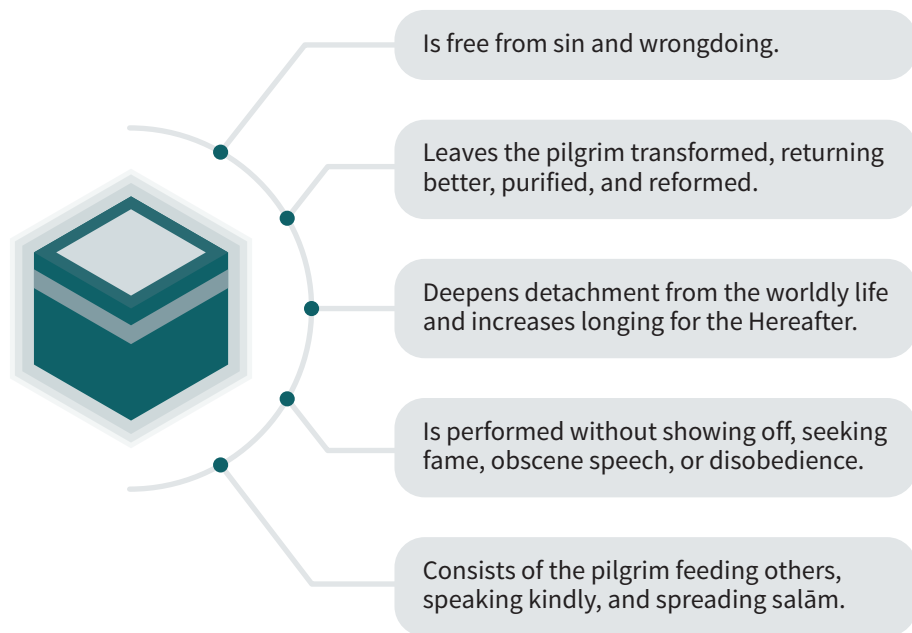 Is free from sin and wrongdoing.
Leaves the pilgrim transformed, returning
better, purified, and reformed.
Deepens detachment from the worldly life
and increases longing for the Hereafter.
Is performed without showing off, seeking
fame, obscene speech, or disobedience.
Consists of the pilgrim feeding others,
speaking kindly, and spreading salām.